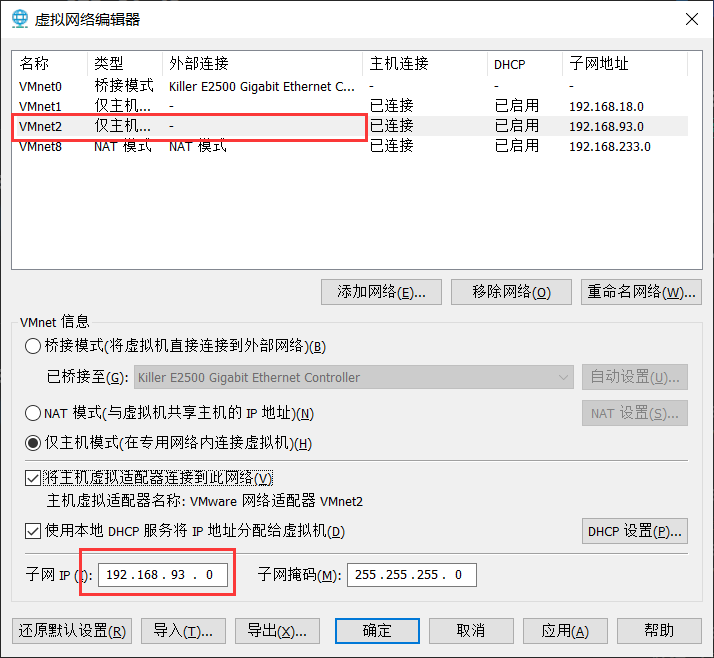 虚拟网络编辑器
名称 类型 外部连接 主机连接 DHCP 子网地址
VMnet0 桥接模式 Killer E2500 Gigabit Ethernet C... - - -
VMnet1 仅主机... - 已连接 已启用 192.168.18.0
VMnet2 仅主机... - 已连接 已启用 192.168.93.0
VMnet8 NAT 模式 NAT 模式 已连接 已启用 192.168.233.0
添加网络(E)... 移除网络(O) 重命名网络(W)...
VMnet 信息
桥接模式(将虚拟机直接连接到外部网络)(B)
已桥接至(G): Killer E2500 Gigabit Ethernet Controller 自动设置(U)...
NAT 模式(与虚拟机共享主机的 IP 地址)(N) NAT 设置(S)...
仅主机模式(在专用网络内连接虚拟机)(H)
将主机虚拟适配器连接到此网络(V)
主机虚拟适配器名称: VMware 网络适配器 VMnet2
使用本地 DHCP 服务将 IP 地址分配给虚拟机(D) DHCP 设置(P)...
子网 IP (I): 192.168.93.0 子网掩码(M): 255.255.255.0
还原默认设置(R) 导入(T)... 导出(X)... 确定 取消 应用(A) 帮助